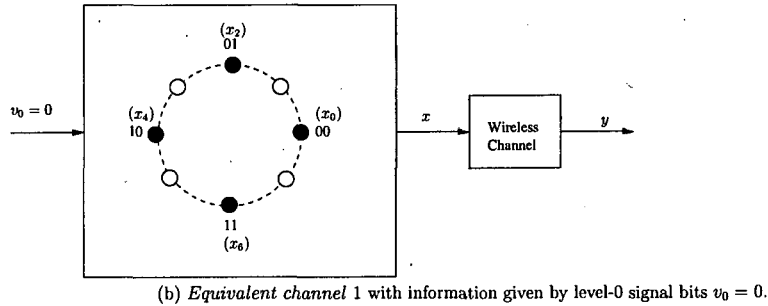 (x₂)
01
v₀ = 0
(x₄)
10
(x₀)
00
x
Wireless
Channel
y
11
(x₆)
(b) Equivalent channel 1 with information given by level-0 signal bits v₀ = 0.